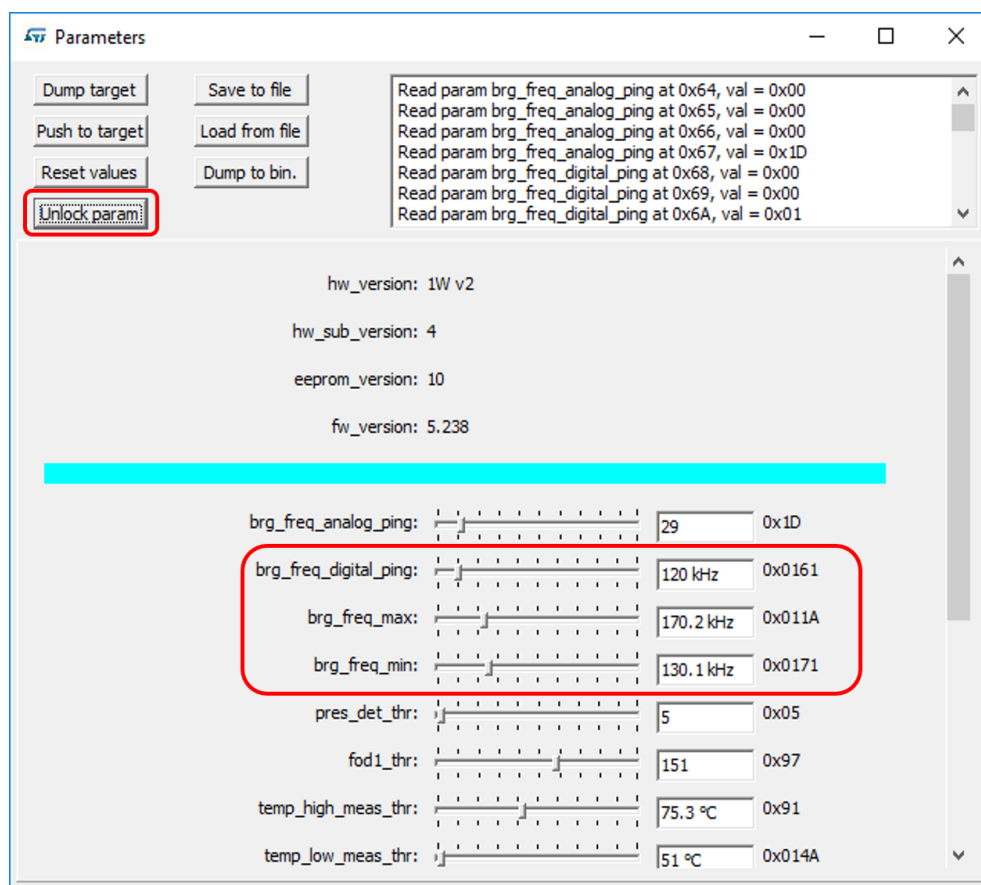 Parameters
Dump target
Save to file
Push to target
Load from file
Reset values
Dump to bin.
Unlock param
Read param brg_freq_analog_ping at 0x64, val = 0x00
Read param brg_freq_analog_ping at 0x65, val = 0x00
Read param brg_freq_analog_ping at 0x66, val = 0x00
Read param brg_freq_analog_ping at 0x67, val = 0x1D
Read param brg_freq_digital_ping at 0x68, val = 0x00
Read param brg_freq_digital_ping at 0x69, val = 0x00
Read param brg_freq_digital_ping at 0x6A, val = 0x01
hw_version: 1W v2
hw_sub_version: 4
eeprom_version: 10
fw_version: 5.238
brg_freq_analog_ping: 29 0x1D
brg_freq_digital_ping: 120 kHz 0x0161
brg_freq_max: 170.2 kHz 0x011A
brg_freq_min: 130.1 kHz 0x0171
pres_det_thr: 5 0x05
fod1_thr: 151 0x97
temp_high_meas_thr: 75.3 ºC 0x91
temp_low_meas_thr: 51 ºC 0x014A